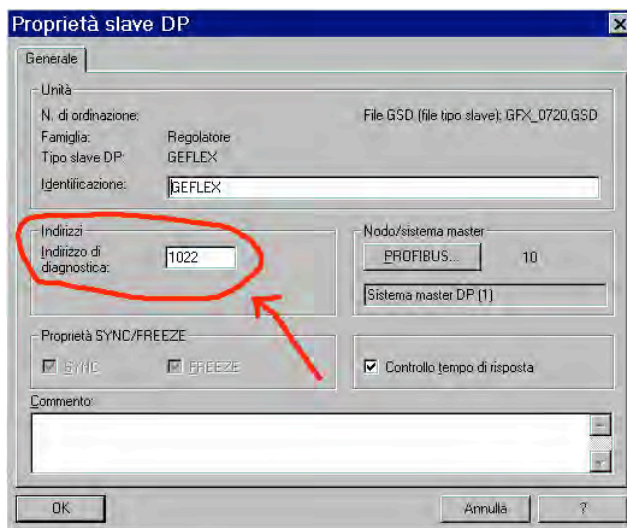 Proprietà slave DP
Generale
Unità
N. di ordinazione:
File GSD (file tipo slave): GFX_0720.GSD
Famiglia:
Regolatore
Tipo slave DP:
GEFLEX
Identificazione:
GEFLEX
Indirizzi
Indirizzo di
diagnostica:
1022
Nodo/sistema master
PROFIBUS...
10
Sistema master DP (1)
Proprietà SYNC/FREEZE
SYNC
FREEZE
Controllo tempo di risposta
Commento:
OK
Annulla
?